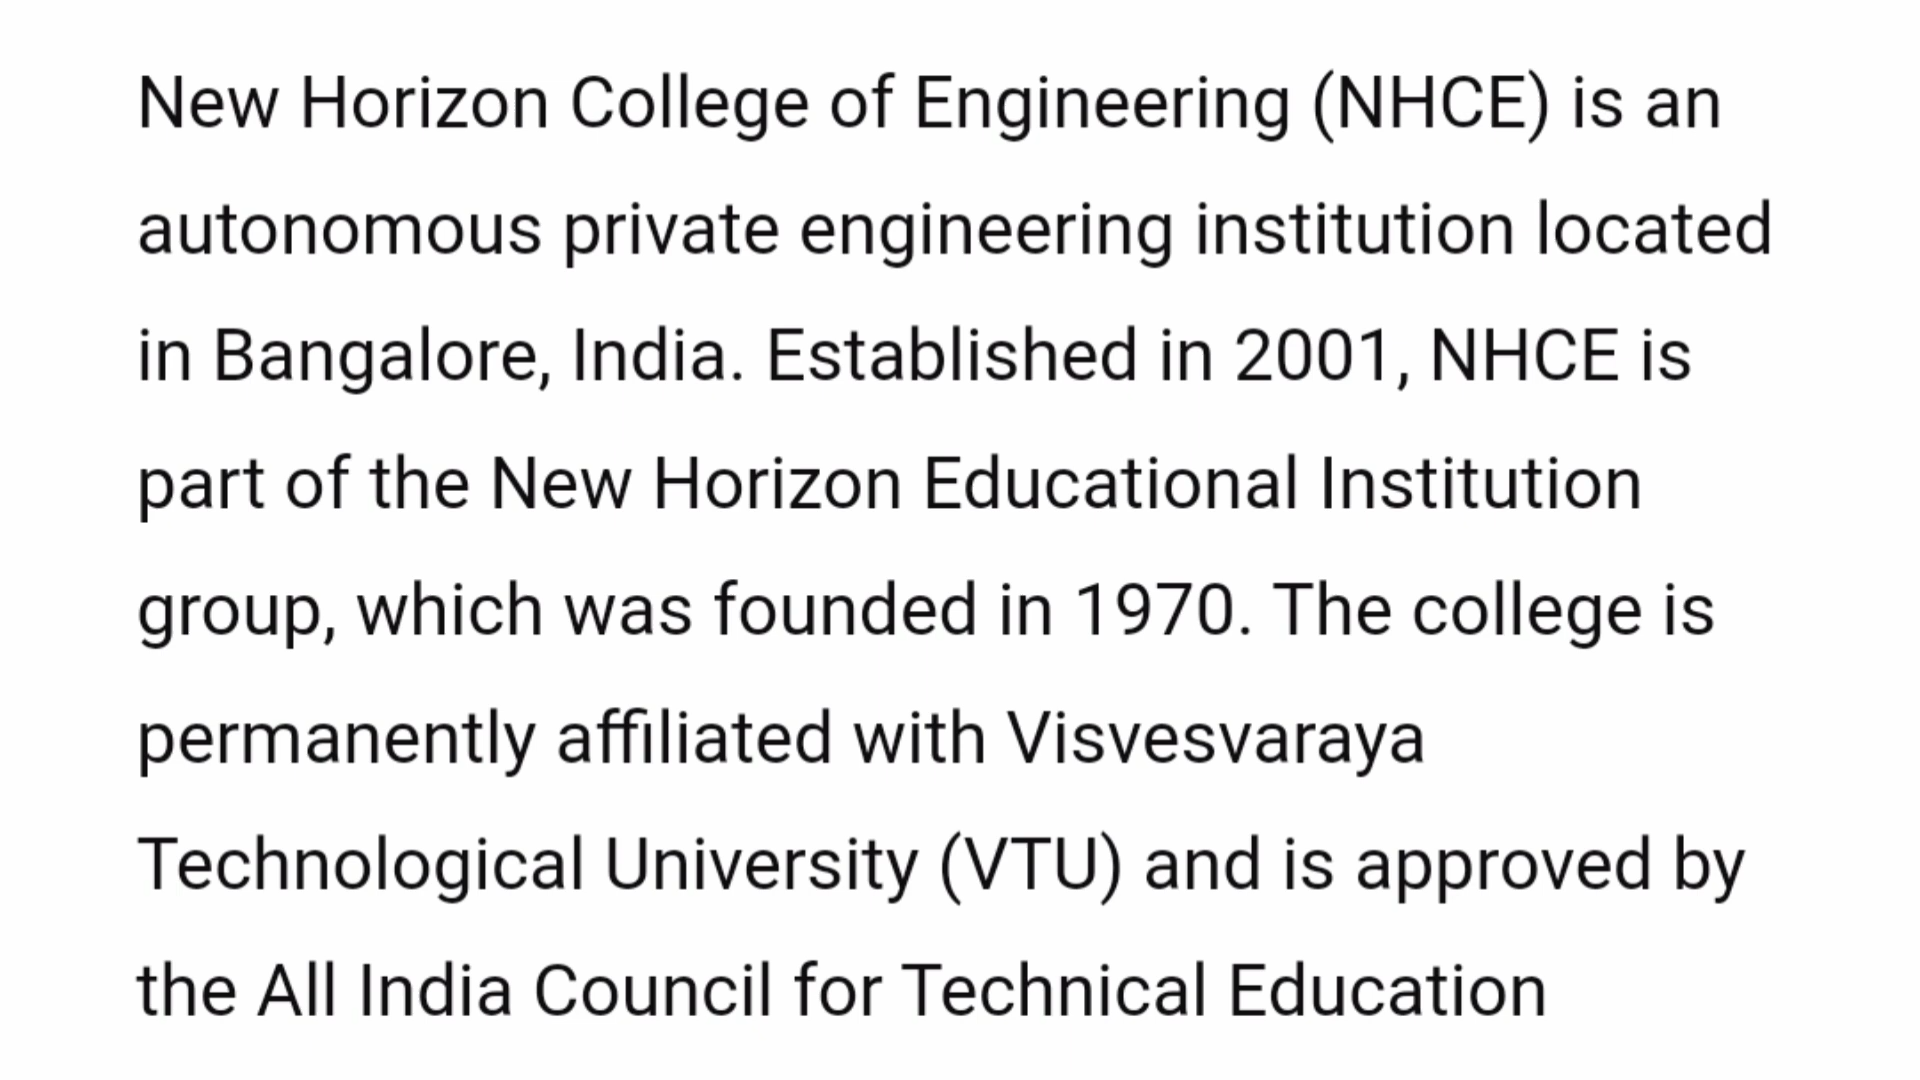 New Horizon College of Engineering (NHCE) is an
autonomous private engineering institution located
in Bangalore, India. Established in 2001, NHCE is
part of the New Horizon Educational Institution
group, which was founded in 1970. The college is
permanently affiliated with Visvesvaraya
Technological University (VTU) and is approved by
the All India Council for Technical Education